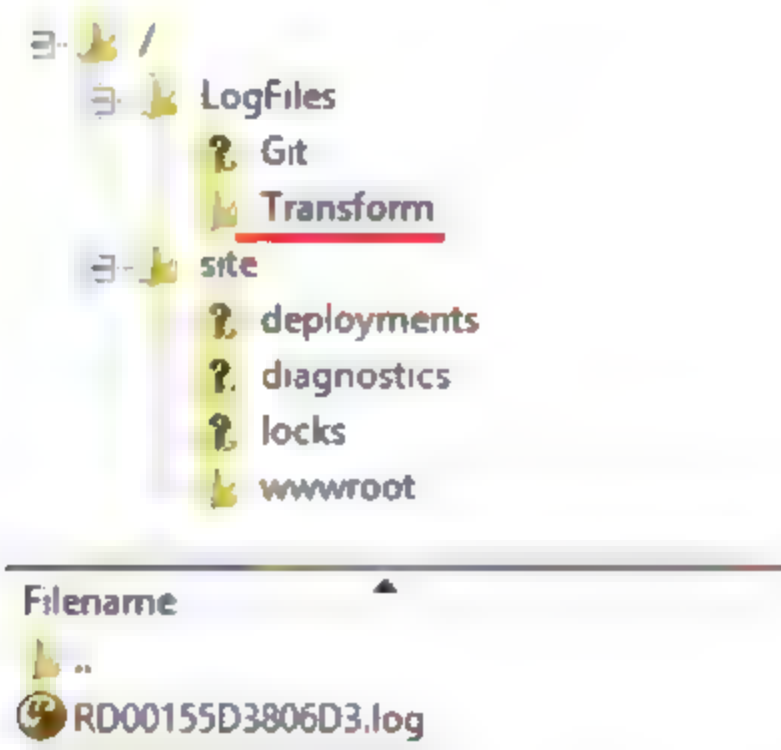 /
LogFiles
Git
Transform
site
deployments
diagnostics
locks
wwwroot
Filename
..
RD00155D3806D3.log